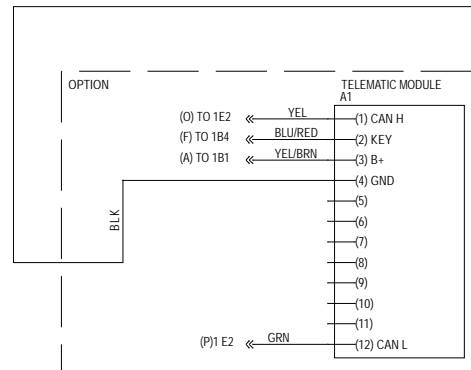 OPTION
TELEMATIC MODULE
A1
(O) TO 1E2 YEL (1) CAN H
(F) TO 1B4 BLU/RED (2) KEY
(A) TO 1B1 YEL/BRN (3) B+
(4) GND
BLK
(5)
(6)
(7)
(8)
(9)
(10)
(11)
(P)1 E2 GRN (12) CAN L